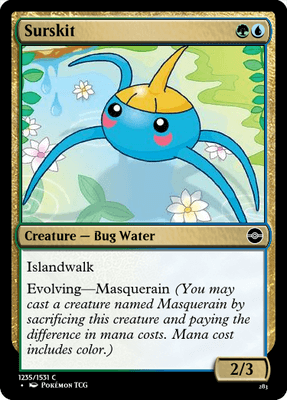 Surskit
Creature — Bug Water
Islandwalk
Evolving—Masquerain (You may
cast a creature named Masquerain by
sacrificing this creature and paying the
difference in mana costs. Mana cost
includes color.)
2/3
1235/1531 C
• Pokémon TCG